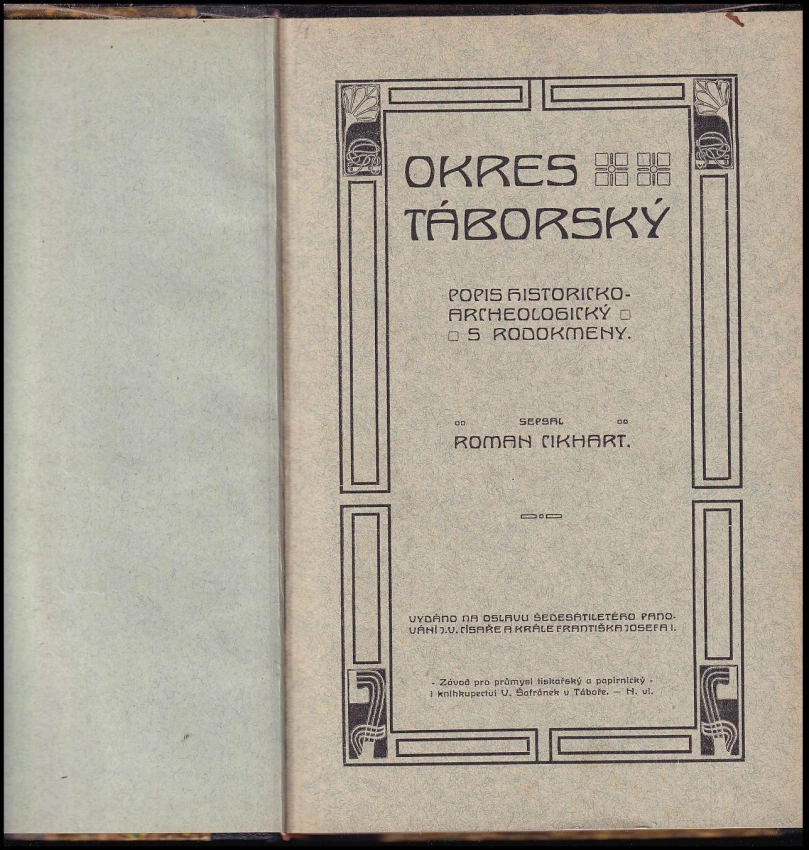 OKRES
TÁBORSKÝ
POPIS HISTORICKO-
ARCHEOLOGICKÝ
S RODOKMENY.
SEPSAL
ROMAN CIKHART.
VYDÁNO NA OSLAVU ŠEDESÁTILETÉHO PANO-
VÁNÍ J.V. CÍSAŘE A KRÁLE FRANTIŠKA JOSEFA I.
- Závod pro průmysl tiskařský a papírnický -
i knihkupectví V. Šafránek v Táboře. — N. vl.